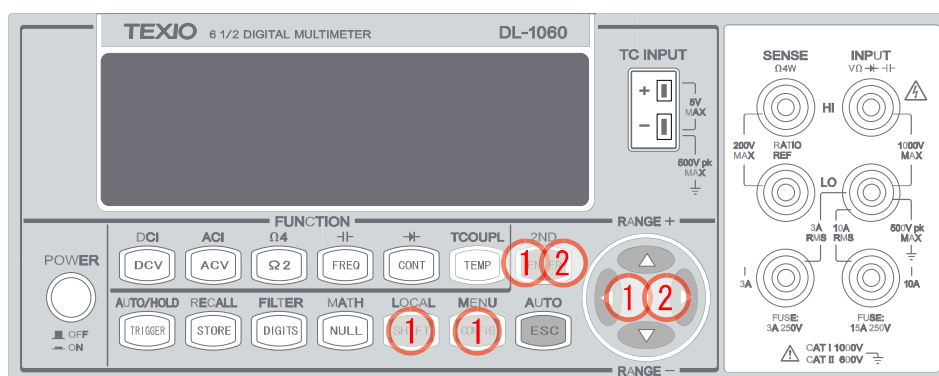 TEXIO 6 1/2 DIGITAL MULTIMETER DL-1060
TC INPUT
+
−
5V
MAX
500V pk
MAX
SENSE
Ω4W
INPUT
VΩ
HI
200V
MAX
RATIO
REF
1000V
MAX
LO
3A
RMS
10A
RMS
500V pk
MAX
3A
10A
FUSE:
3A 250V
FUSE:
15A 250V
CAT I 1000V
CAT II 600V
FUNCTION
DCI ACI Ω4 TCOUPL 2ND
POWER
DCV ACV Ω2 FREQ CONT TEMP
1 2
AUTO/HOLD RECALL FILTER MATH LOCAL MENU AUTO
TRIGGER STORE DIGITS NULL SHIFT CONFIG ESC
1 1
OFF
ON
RANGE +
1 2
RANGE −